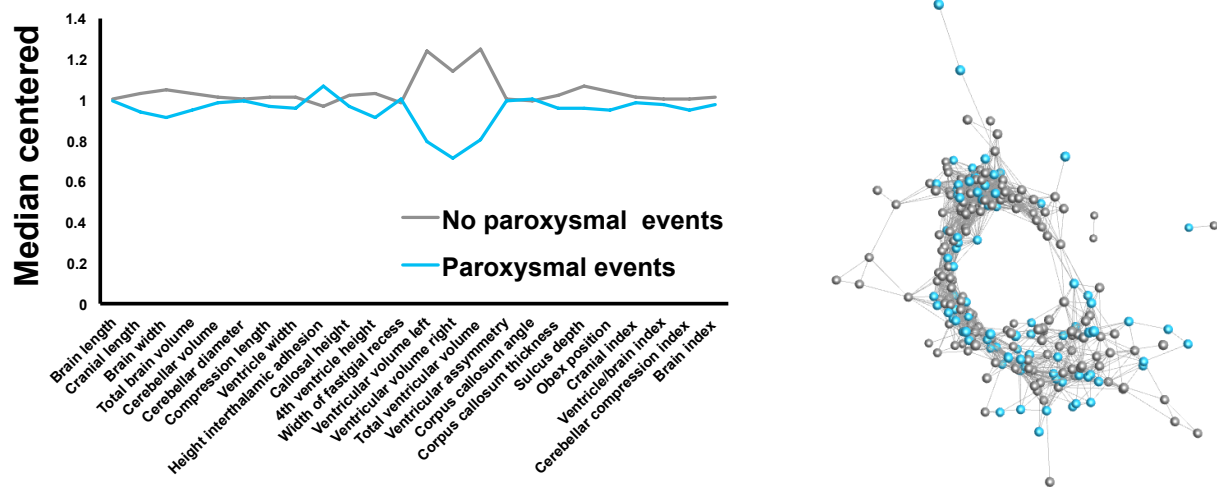 Median centered
1.4
1.2
1
0.8
0.6
0.4
0.2
0
No paroxysmal events
Paroxysmal events
Brain length
Cranial length
Brain width
Total brain volume
Cerebellar volume
Cerebellar diameter
Compression length
Ventricle width
Height interthalamic adhesion
Callosal height
4th ventricle height
Width of fastigial recess
Ventricular volume left
Ventricular volume right
Total ventricular volume
Ventricular assymmetry
Corpus callosum angle
Corpus callosum thickness
Sulcus depth
Obex position
Cranial index
Ventricle/brain index
Cerebellar compression index
Brain index